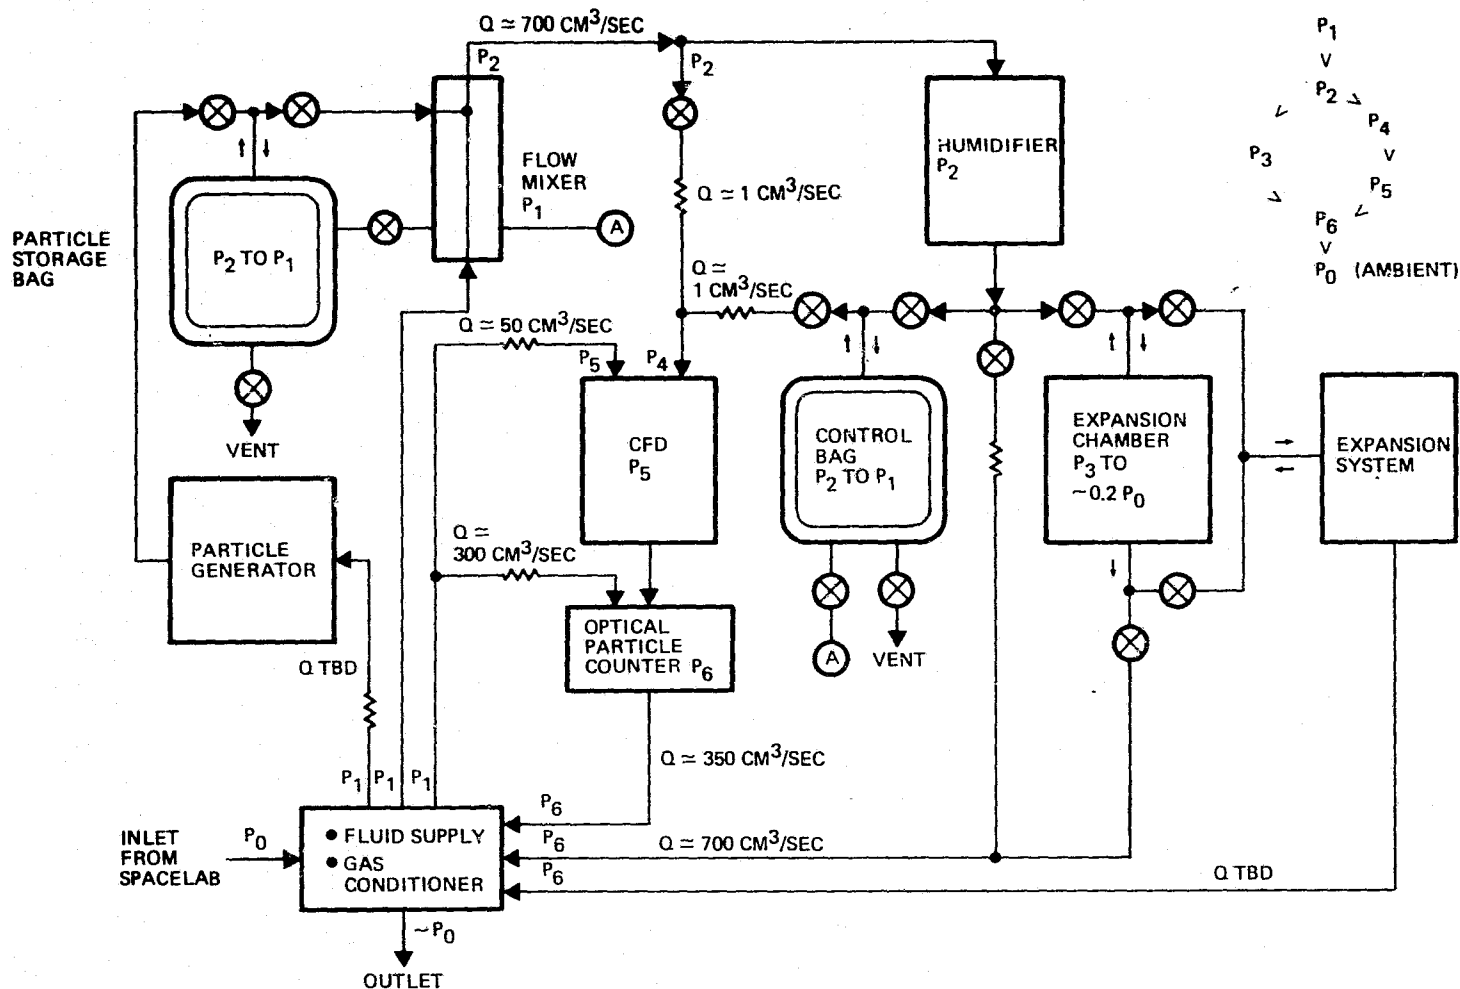 Q ≃ 700 CM³/SEC
P₂
P₂
P₁
V
P₂ >
<
P₄
P₃
V
>
P₅
P₆ <
V
P₀ (AMBIENT)
HUMIDIFIER
P₂
FLOW
MIXER
P₁
A
Q ≃ 1 CM³/SEC
PARTICLE
STORAGE
BAG
P₂ TO P₁
VENT
Q ≃
1 CM³/SEC
Q ≃ 50 CM³/SEC
P₅
P₄
CFD
P₅
CONTROL
BAG
P₂ TO P₁
A
VENT
EXPANSION
CHAMBER
P₃ TO
~0.2 P₀
EXPANSION
SYSTEM
PARTICLE
GENERATOR
Q ≃
300 CM³/SEC
OPTICAL
PARTICLE
COUNTER P₆
Q TBD
Q ≃ 350 CM³/SEC
P₁ P₁ P₁
INLET
FROM
SPACELAB
P₀
● FLUID SUPPLY
● GAS
CONDITIONER
P₆
P₆
Q ≃ 700 CM³/SEC
P₆
Q TBD
~P₀
OUTLET